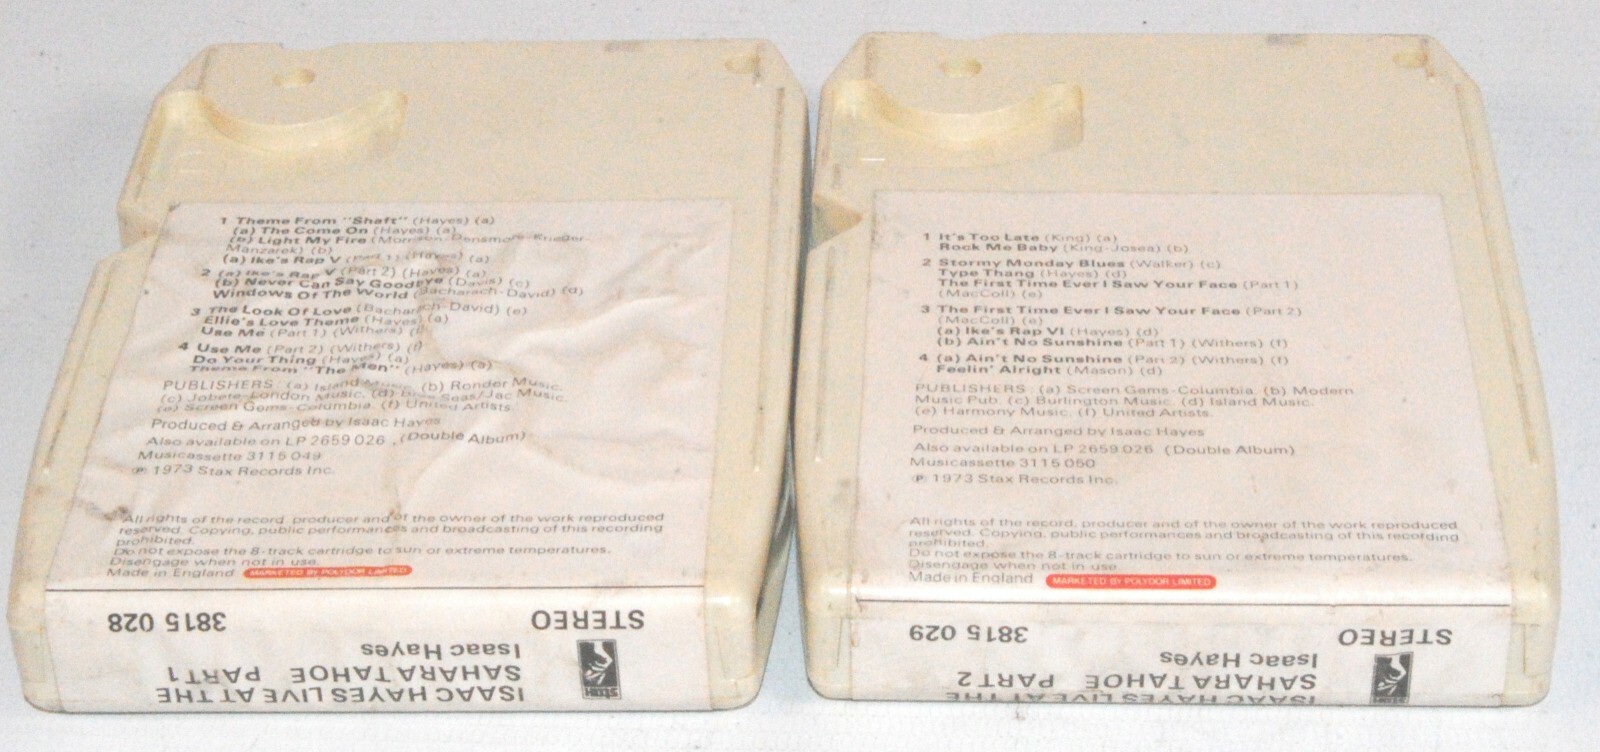 1 Theme From "Shaft" (Hayes) (a)
(a) The Come On (Hayes) (a)
(b) Light My Fire (Morrison-Densmore-Krieger-
Manzarek) (b)
(a) Ike's Rap V (Part 1) (Hayes) (a)
2 (a) Ike's Rap V (Part 2) (Hayes) (a)
(b) Never Can Say Goodbye (Davis) (c)
Windows Of The World (Bacharach-David) (d)
3 The Look Of Love (Bacharach-David) (e)
Ellie's Love Theme (Hayes) (a)
Use Me (Part 1) (Withers) (f)
4 Use Me (Part 2) (Withers) (f)
Do Your Thing (Hayes) (a)
Theme From "The Men" (Hayes) (a)
PUBLISHERS (a) Island Music. (b) Rondor Music.
(c) Jobete-London Music. (d) Seas/Jac Music.
(e) Screen Gems-Columbia. (f) United Artists.
Produced & Arranged by Isaac Hayes
Also available on LP 2659 026 . (Double Album)
Musicassette 3115 049
℗ 1973 Stax Records Inc.
All rights of the record producer and of the owner of the work reproduced
reserved. Copying, public performances and broadcasting of this recording
prohibited.
Do not expose the 8-track cartridge to sun or extreme temperatures.
Disengage when not in use.
Made in England MARKETED BY POLYDOR LIMITED
STEREO 3815 028
Isaac Hayes
ISAAC HAYES LIVE AT THE
SAHARA TAHOE PART 1
stax
1 It's Too Late (King) (a)
Rock Me Baby (King-Josea) (b)
2 Stormy Monday Blues (Walker) (c)
Type Thang (Hayes) (d)
The First Time Ever I Saw Your Face (Part 1)
(MacColl) (e)
3 The First Time Ever I Saw Your Face (Part 2)
(MacColl) (e)
(a) Ike's Rap VI (Hayes) (d)
(b) Ain't No Sunshine (Part 1) (Withers) (f)
4 (a) Ain't No Sunshine (Part 2) (Withers) (f)
Feelin' Alright (Mason) (d)
PUBLISHERS : (a) Screen Gems-Columbia. (b) Modern
Music Pub. (c) Burlington Music. (d) Island Music.
(e) Harmony Music. (f) United Artists.
Produced & Arranged by Isaac Hayes
Also available on LP 2659 026 (Double Album)
Musicassette 3115 050
℗ 1973 Stax Records Inc.
All rights of the record, producer and of the owner of the work reproduced
reserved. Copying, public performances and broadcasting of this recording
prohibited.
Do not expose the 8-track cartridge to sun or extreme temperatures.
Disengage when not in use.
Made in England MARKETED BY POLYDOR LIMITED
STEREO 3815 029
Isaac Hayes
ISAAC HAYES LIVE AT THE
SAHARA TAHOE PART 2
stax